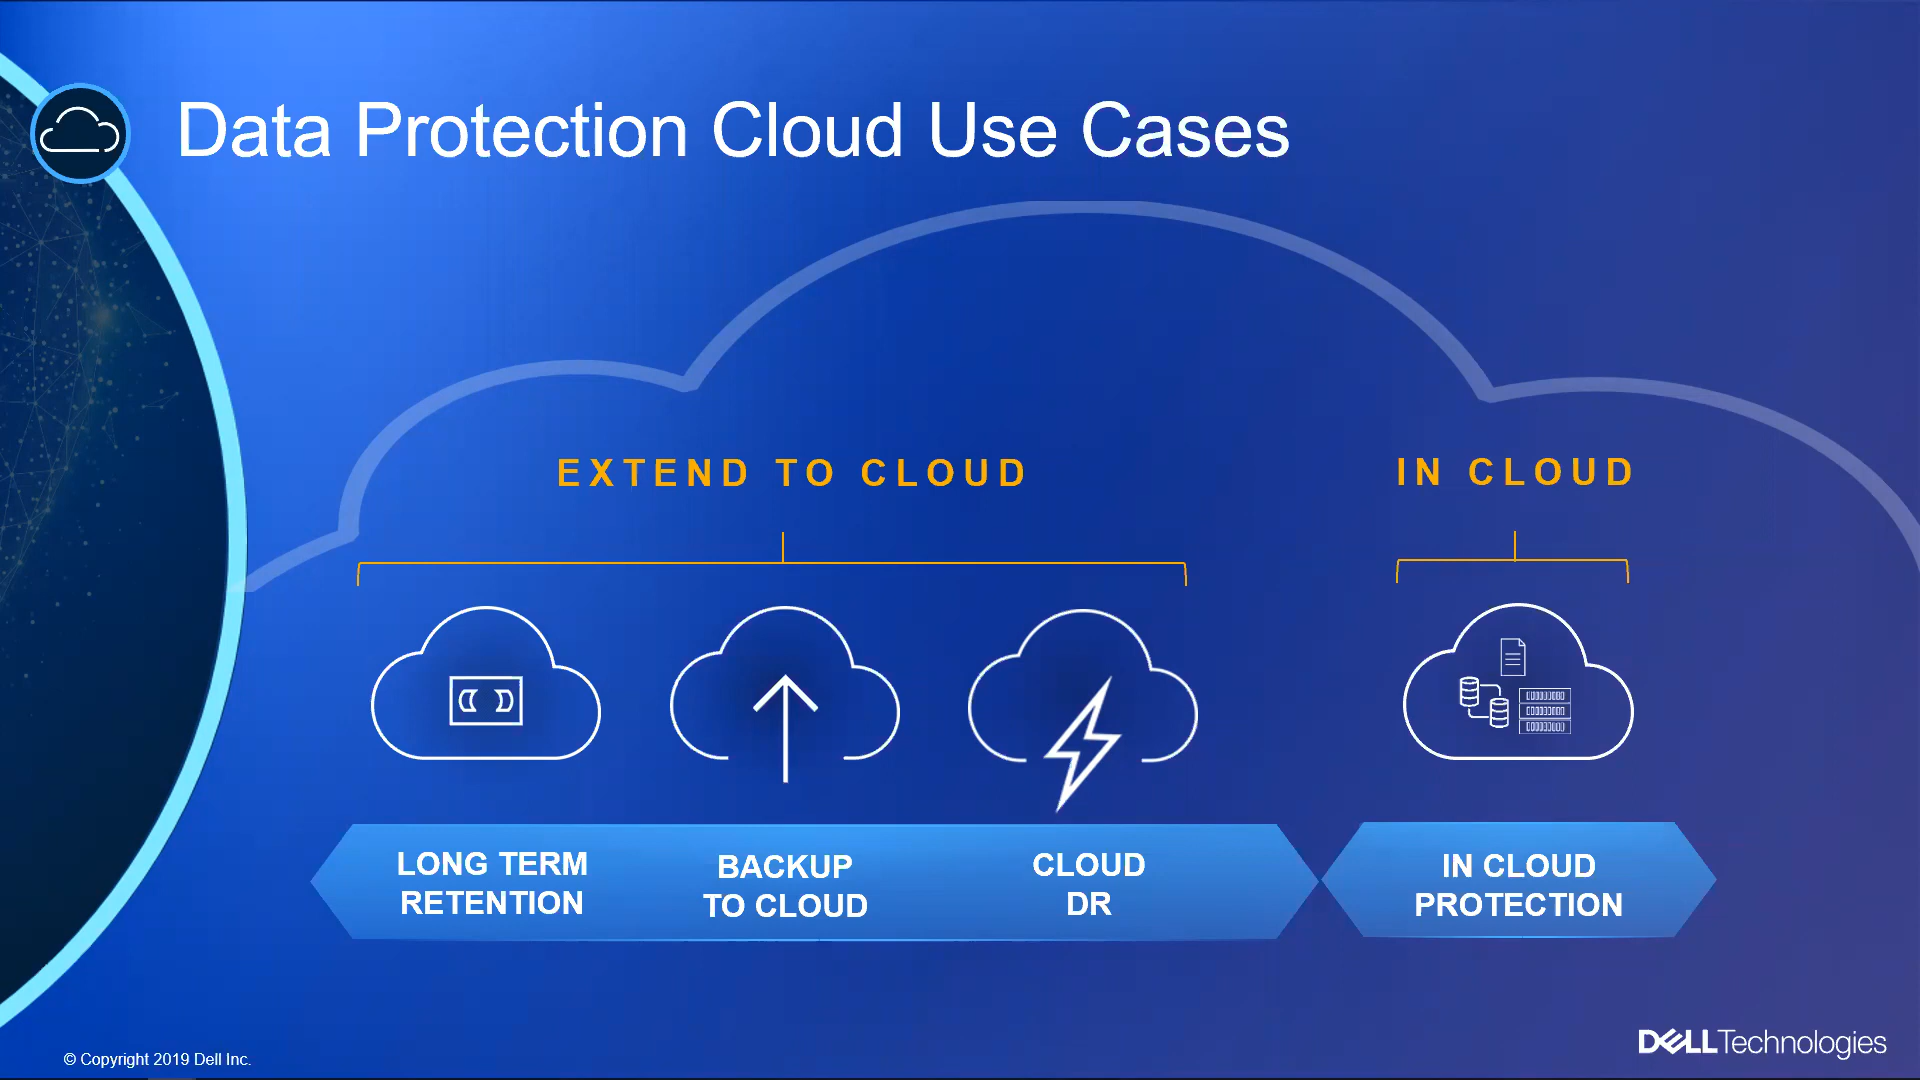 Data Protection Cloud Use Cases
EXTEND TO CLOUD
IN CLOUD
LONG TERM
RETENTION
BACKUP
TO CLOUD
CLOUD
DR
IN CLOUD
PROTECTION
© Copyright 2019 Dell Inc.
DELLTechnologies